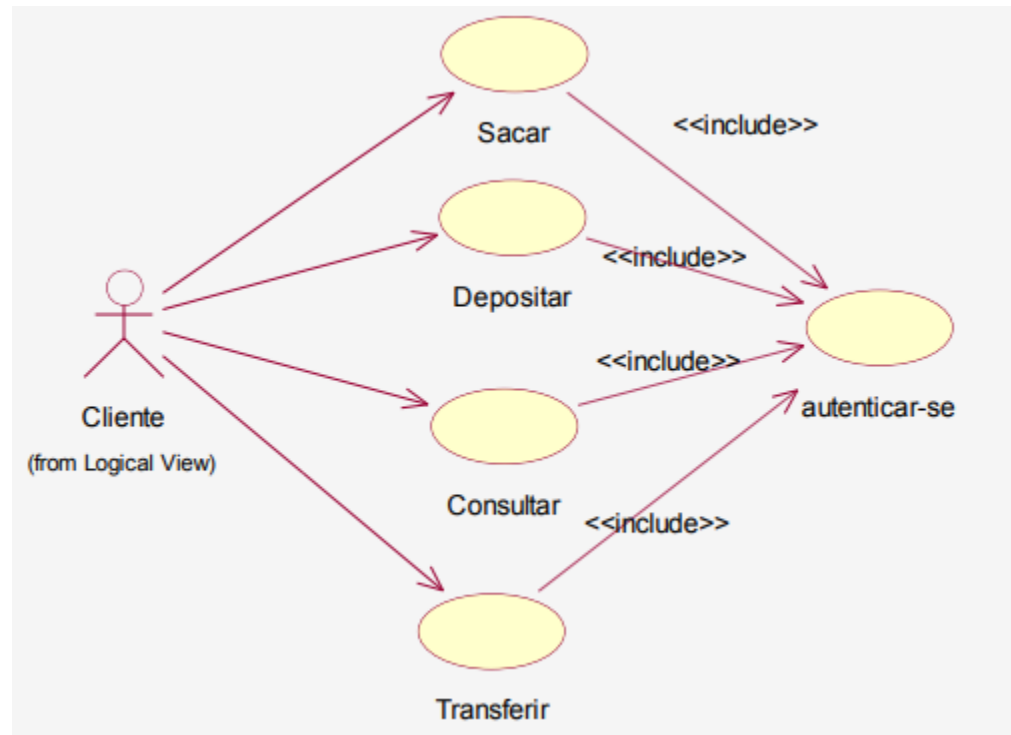 Sacar
<<include>>
<<include>>
Depositar
<<include>>
autenticar-se
Cliente
(from Logical View)
Consultar
<<include>>
Transferir